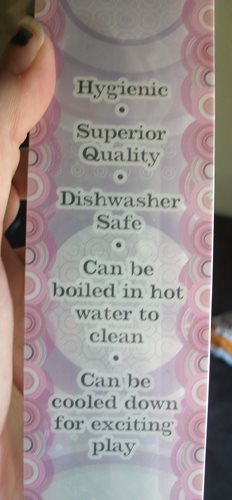 Hygienic
•
Superior
Quality
•
Dishwasher
Safe
•
Can be
boiled in hot
water to
clean
•
Can be
cooled down
for exciting
play